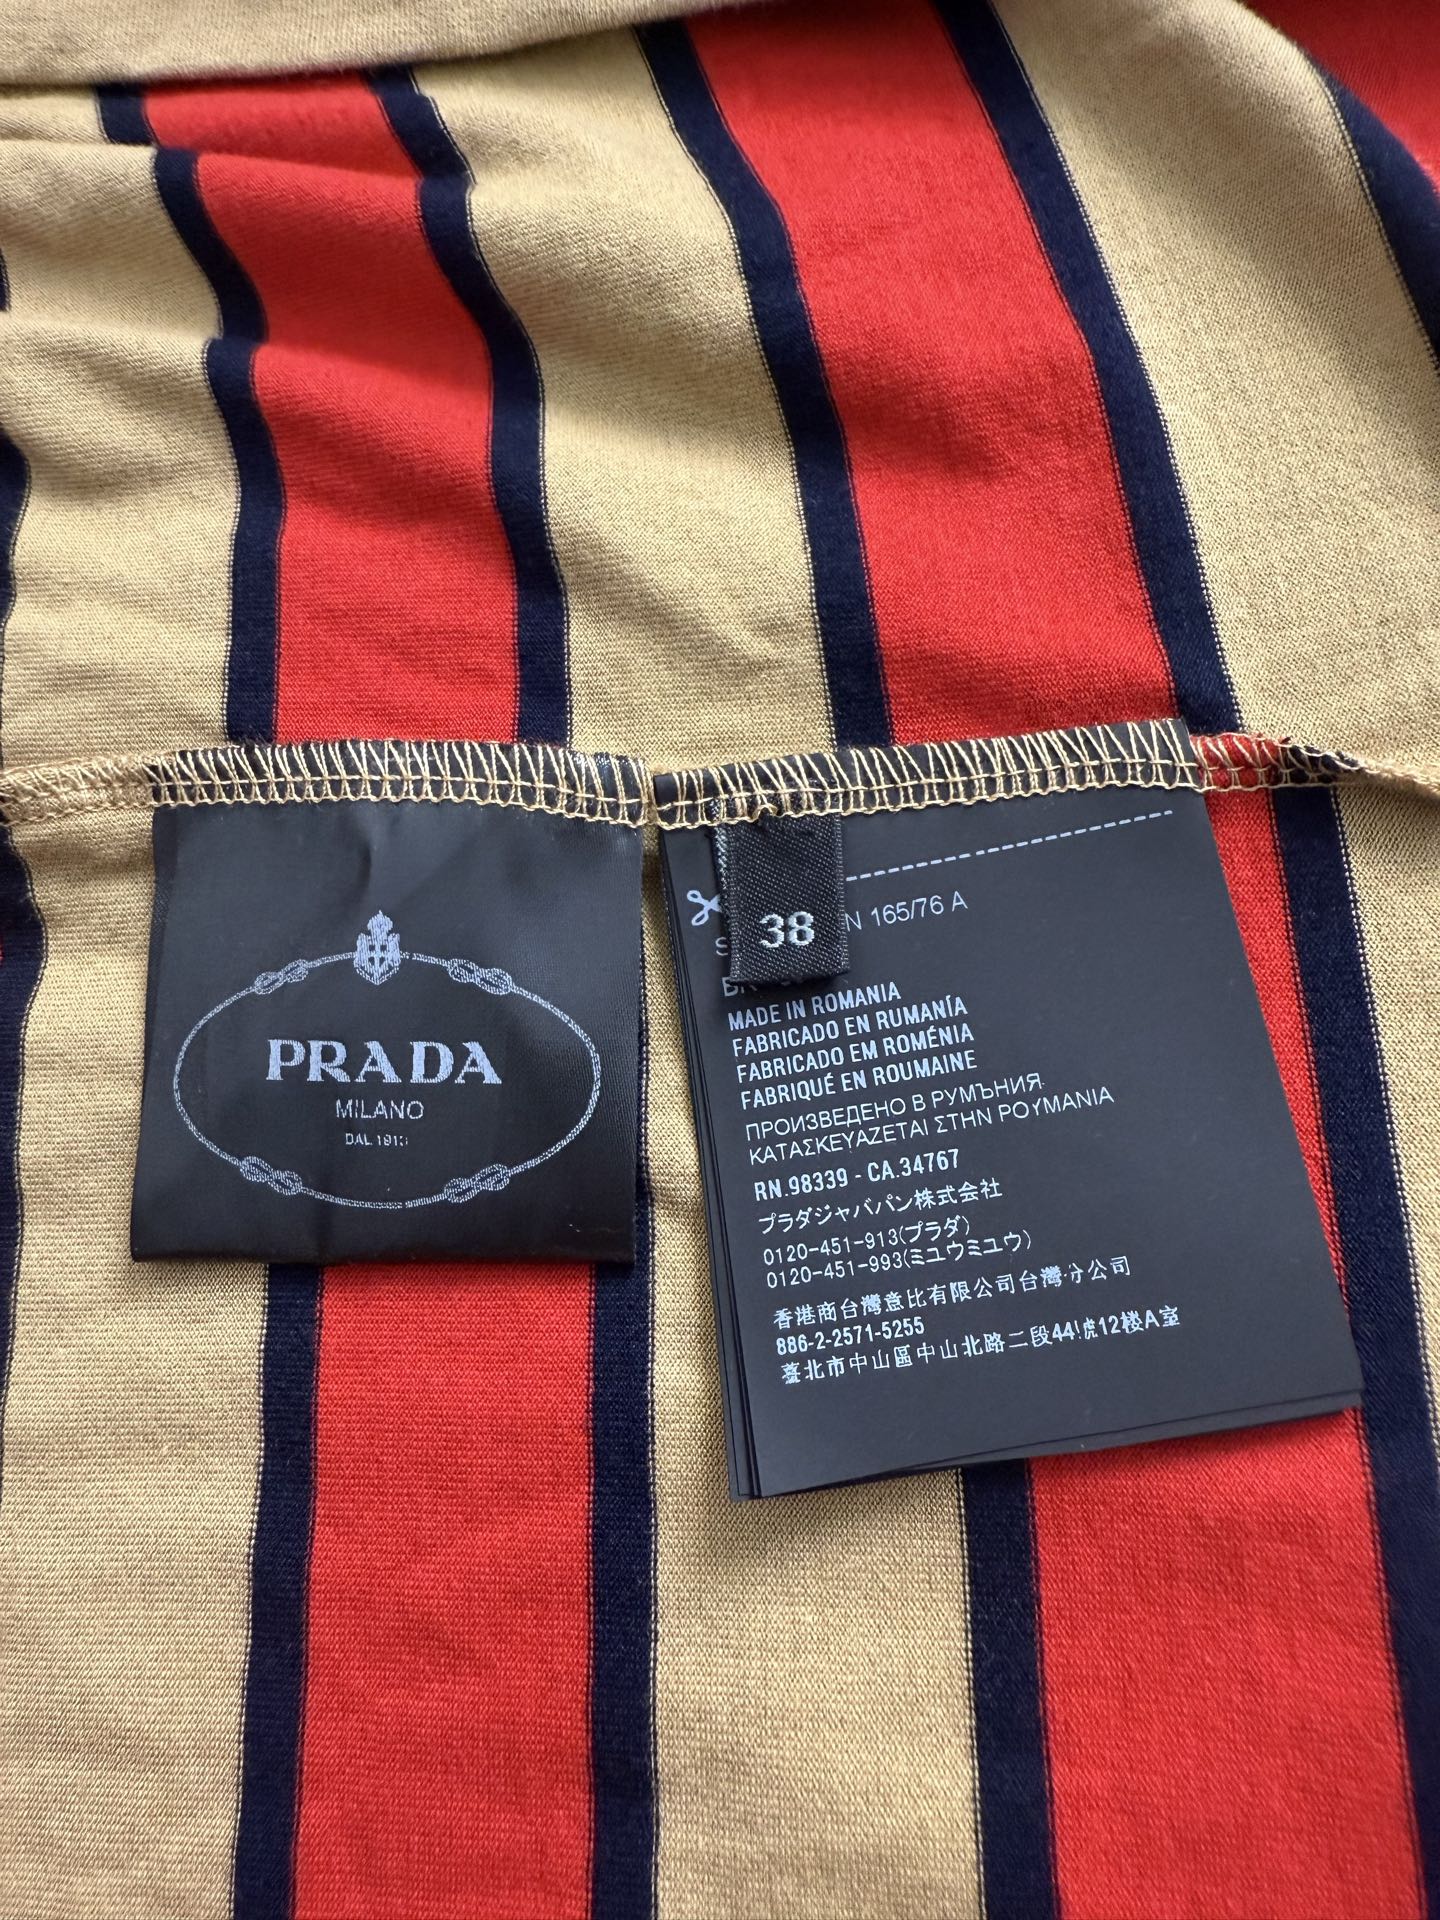 PRADA
MILANO
DAL 1913
38
N 165/76 A
MADE IN ROMANIA
FABRICADO EN RUMANÍA
FABRICADO EM ROMÉNIA
FABRIQUÉ EN ROUMAINE
ПРОИЗВЕДЕНО В РУМЪНИЯ
ΚΑΤΑΣΚΕΥΑΖΕΤΑΙ ΣΤΗΝ ΡΟΥΜΑΝΙΑ
RN.98339 - CA.34767
プラダジャパン株式会社
0120-451-913(プラダ)
0120-451-993(ミュウミュウ)
香港商台灣意比有限公司台灣分公司
886-2-2571-5255
臺北市中山區中山北路二段44號12楼A室